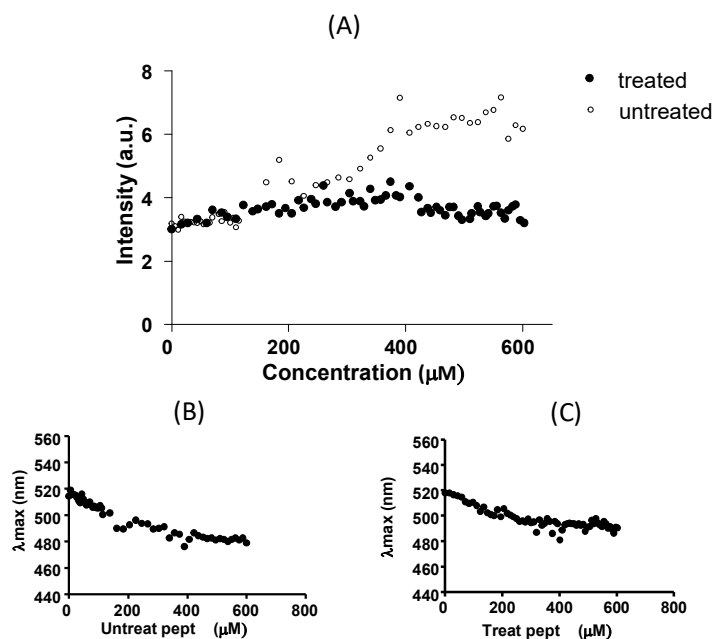 (A)
8
6
4
2
0
Intensity (a.u.)
0 200 400 600
Concentration (μM)
treated
untreated
(B)
560
540
520
500
480
460
440
λmax (nm)
0 200 400 600 800
Untreat pept (μM)
(C)
560
540
520
500
480
460
440
λmax (nm)
0 200 400 600 800
Treat pept (μM)